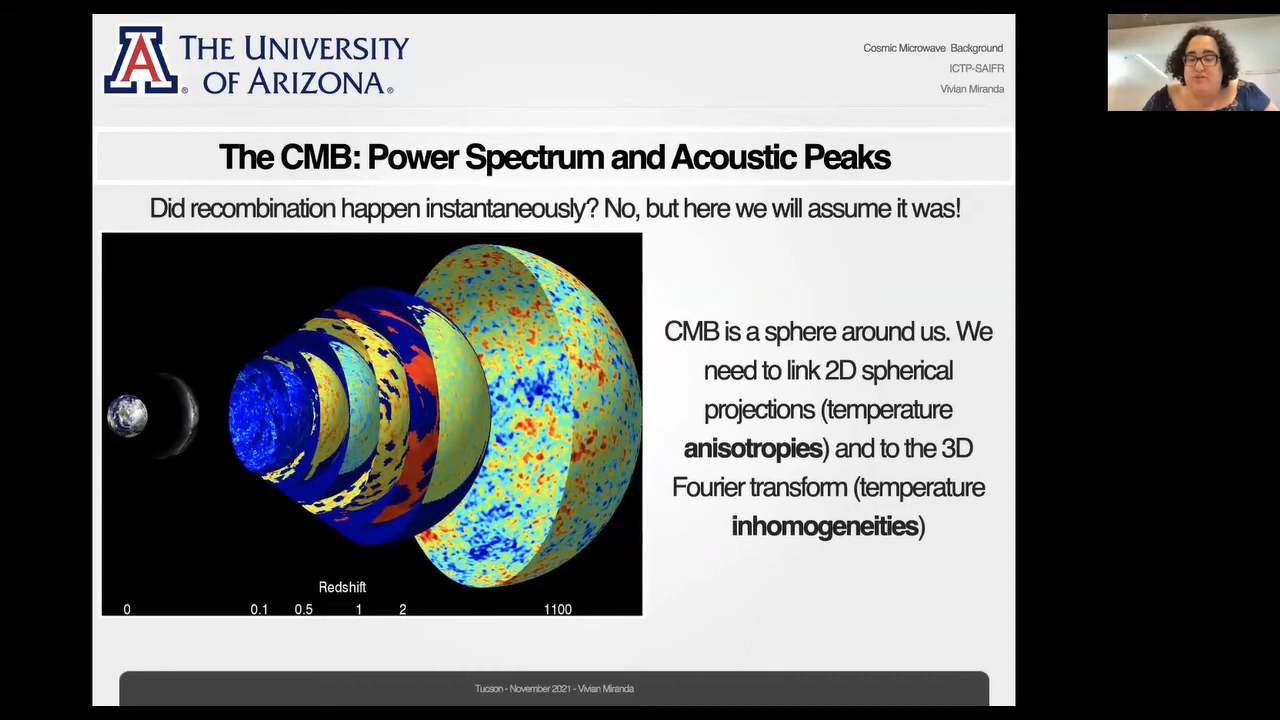 THE UNIVERSITY
OF ARIZONA.
Cosmic Microwave Background
ICTP-SAIFR
Vivian Miranda
The CMB: Power Spectrum and Acoustic Peaks
Did recombination happen instantaneously? No, but here we will assume it was!
CMB is a sphere around us. We
need to link 2D spherical
projections (temperature
anisotropies) and to the 3D
Fourier transform (temperature
inhomogeneities)
Redshift
0 0.1 0.5 1 2 1100
Tucson - November 2021 - Vivian Miranda